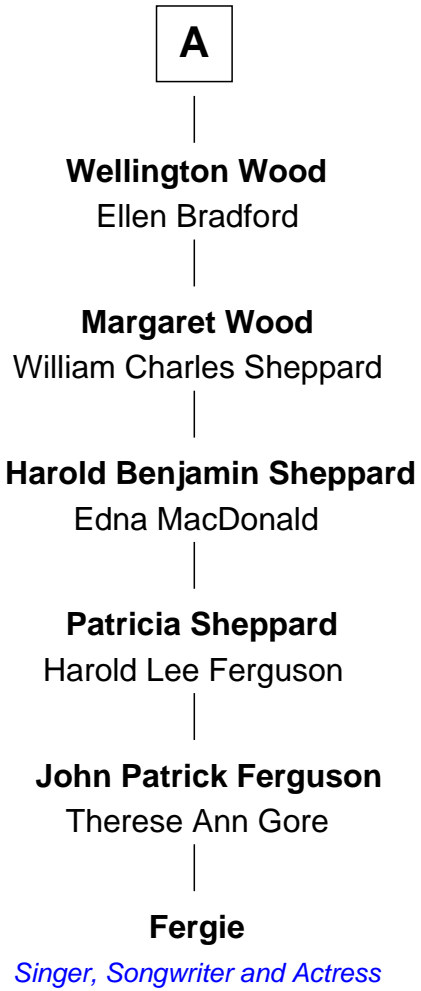 A
Wellington Wood
Ellen Bradford
Margaret Wood
William Charles Sheppard
Harold Benjamin Sheppard
Edna MacDonald
Patricia Sheppard
Harold Lee Ferguson
John Patrick Ferguson
Therese Ann Gore
Fergie
Singer, Songwriter and Actress